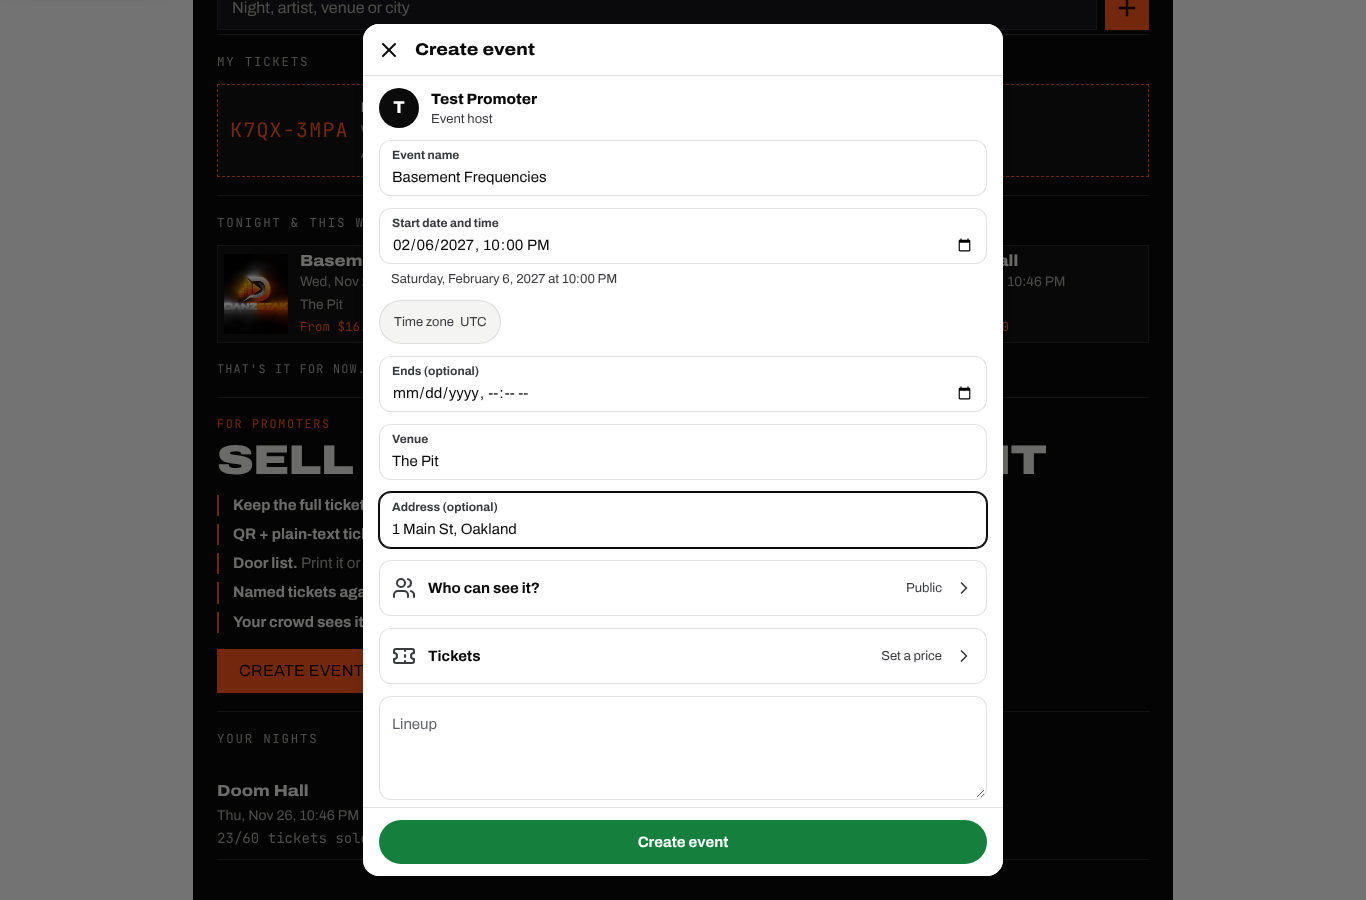 Night, artist, venue or city
Create event
MY TICKETS
T
Test Promoter
Event host
K7QX-3MPA
Event name
Basement Frequencies
TONIGHT & THIS W
Start date and time
02/06/2027, 10:00 PM
Basem
all
Wed, Nov
10:46 PM
Saturday, February 6, 2027 at 10:00 PM
The Pit
DANZSTAK
From $16
Time zone UTC
THAT'S IT FOR NOW.
Ends (optional)
mm/dd/yyyy, --:-- --
FOR PROMOTERS
Venue
The Pit
SELL
IT
Keep the full ticket
Address (optional)
1 Main St, Oakland
QR + plain-text tick
Door list. Print it or
Who can see it?
Public
Named tickets aga
Your crowd sees it
Tickets
Set a price
CREATE EVENT
Lineup
YOUR NIGHTS
Doom Hall
Thu, Nov 26, 10:46 PM
23/60 tickets sol
Create event